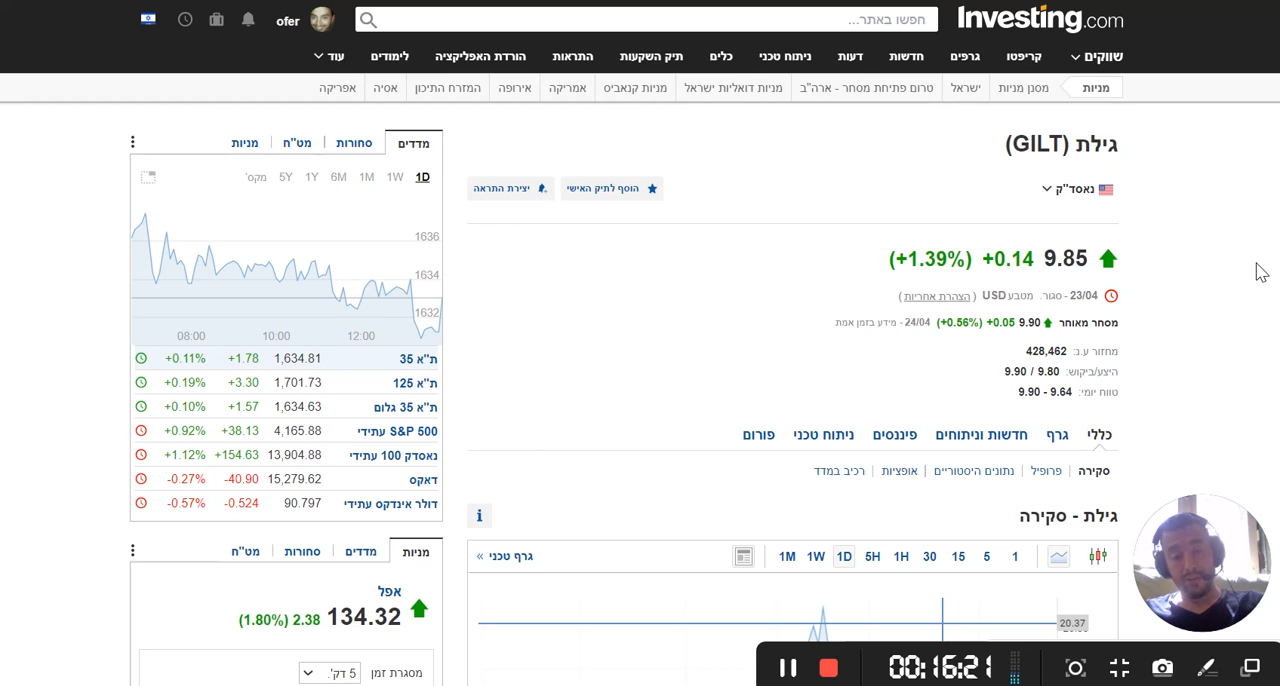 Investing.com
חפשו באתר...
ofer
שווקים
קריפטו
גרפים
חדשות
דעות
ניתוח טכני
כלים
תיק השקעות
התראות
הורדת האפליקציה
לימודים
עוד
מניות
מסנן מניות
ישראל
טרום פתיחת מסחר - ארה"ב
מניות דואליות ישראל
מניות קנאביס
אמריקה
אירופה
המזרח התיכון
אסיה
אפריקה
גילת (GILT)
נאסד"ק
הוסף לתיק האישי
יצירת התראה
9.85 +0.14 (+1.39%)
23/04 - סגור. מטבע USD ( הצהרת אחריות )
מסחר מאוחר 9.90 +0.05 (+0.56%) 24/04 - מידע בזמן אמת
מחזור ע.נ: 428,462
היצע/ביקוש: 9.80 / 9.90
טווח יומי: 9.64 - 9.90
כללי
גרף
חדשות וניתוחים
פיננסים
ניתוח טכני
פורום
סקירה
פרופיל
נתונים היסטוריים
אופציות
רכיב במדד
גילת - סקירה
1 5 15 30 1H 5H 1D 1W 1M
גרף טכני »
20.37
מדדים
סחורות
מט"ח
מניות
1D 1W 1M 6M 1Y 5Y מקס'
1636
1634
1632
08:00 10:00 12:00
ת"א 35 1,634.81 +1.78 +0.11%
ת"א 125 1,701.73 +3.30 +0.19%
ת"א 35 גלום 1,634.63 +1.57 +0.10%
S&P 500 עתידי 4,165.88 +38.13 +0.92%
נאסדק 100 עתידי 13,904.88 +154.63 +1.12%
דאקס 15,279.62 -40.90 -0.27%
דולר אינדקס עתידי 90.797 -0.524 -0.57%
מניות
מדדים
סחורות
מט"ח
אפל
134.32 2.38 (1.80%)
מסגרת זמן 5 דק'.
00:16:21